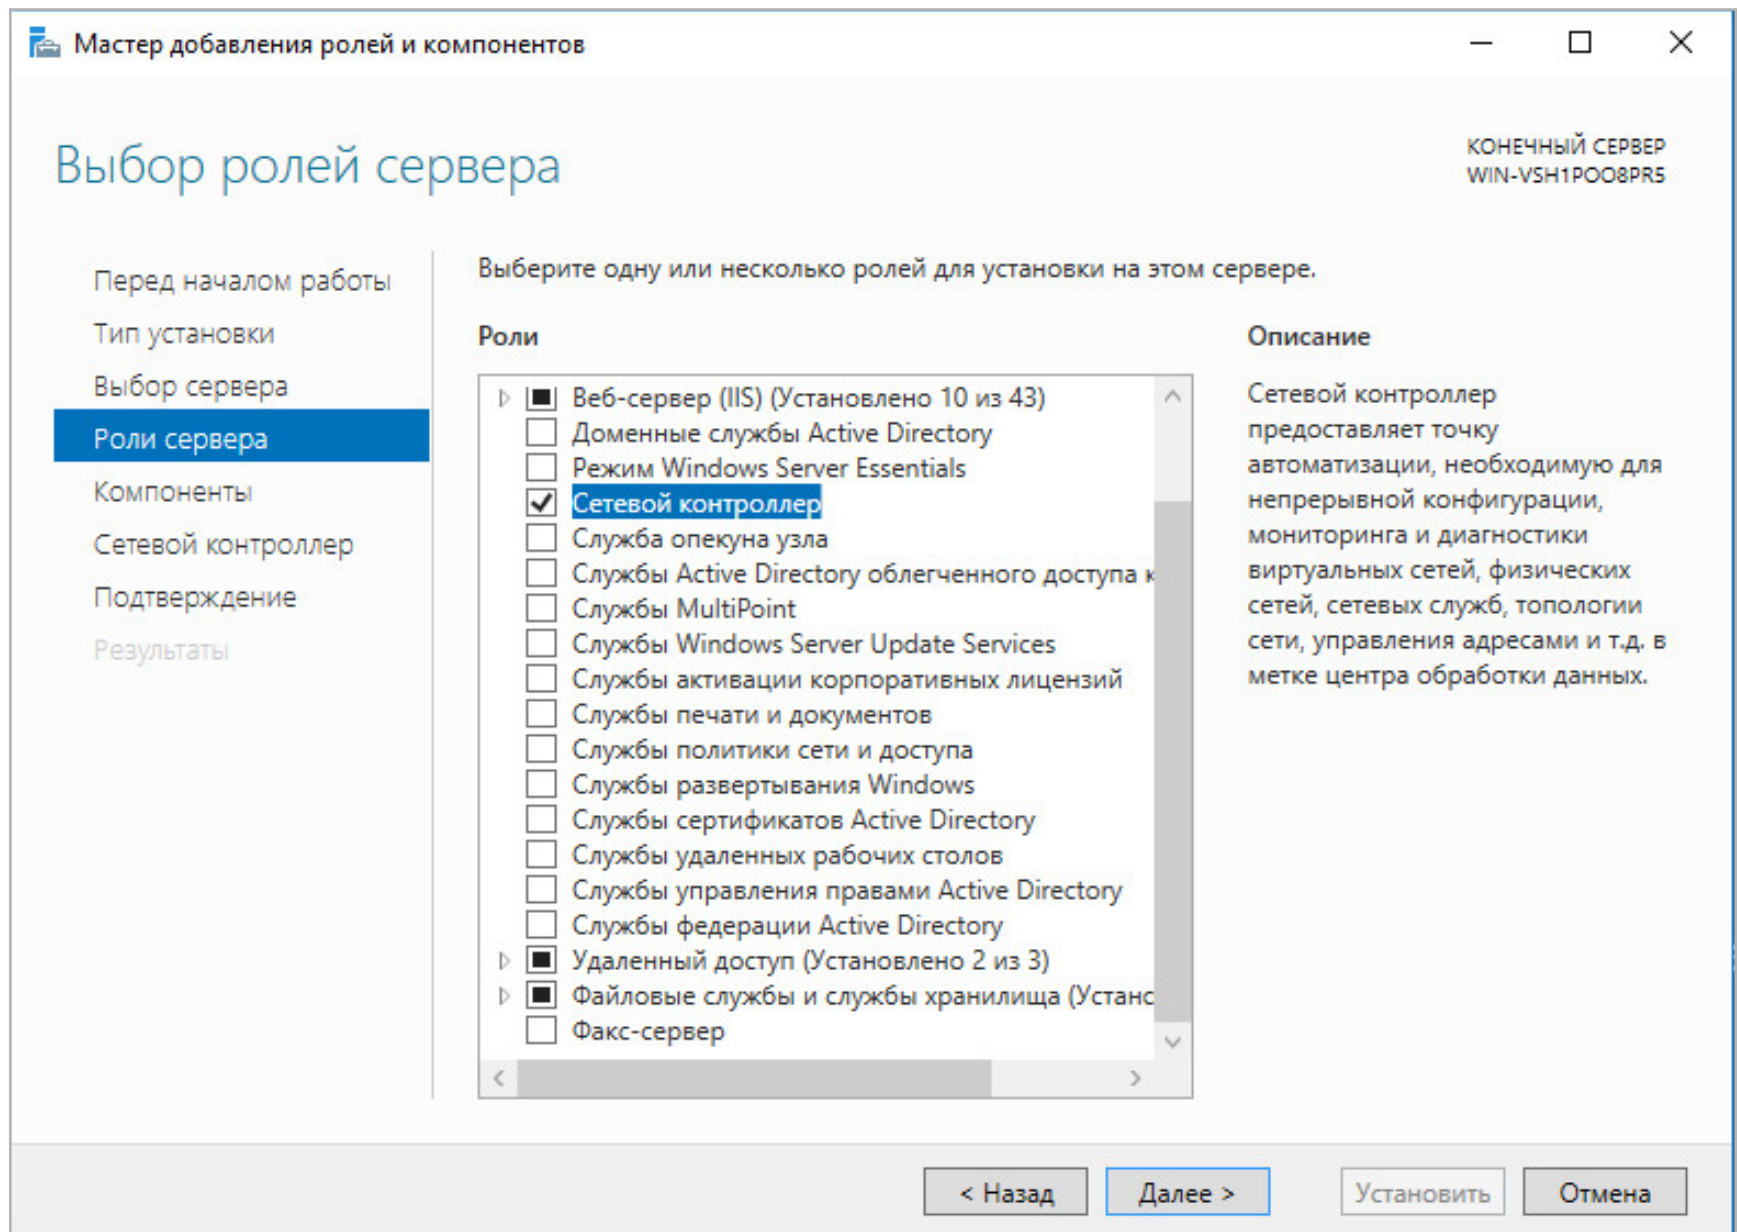 Мастер добавления ролей и компонентов
Выбор ролей сервера
КОНЕЧНЫЙ СЕРВЕР
WIN-VSH1POO8PR5
Перед началом работы
Тип установки
Выбор сервера
Роли сервера
Компоненты
Сетевой контроллер
Подтверждение
Результаты
Выберите одну или несколько ролей для установки на этом сервере.
Роли
Веб-сервер (IIS) (Установлено 10 из 43)
Доменные службы Active Directory
Режим Windows Server Essentials
Сетевой контроллер
Служба опекуна узла
Службы Active Directory облегченного доступа к
Службы MultiPoint
Службы Windows Server Update Services
Службы активации корпоративных лицензий
Службы печати и документов
Службы политики сети и доступа
Службы развертывания Windows
Службы сертификатов Active Directory
Службы удаленных рабочих столов
Службы управления правами Active Directory
Службы федерации Active Directory
Удаленный доступ (Установлено 2 из 3)
Файловые службы и службы хранилища (Устанс
Факс-сервер
Описание
Сетевой контроллер
предоставляет точку
автоматизации, необходимую для
непрерывной конфигурации,
мониторинга и диагностики
виртуальных сетей, физических
сетей, сетевых служб, топологии
сети, управления адресами и т.д. в
метке центра обработки данных.
< Назад
Далее >
Установить
Отмена